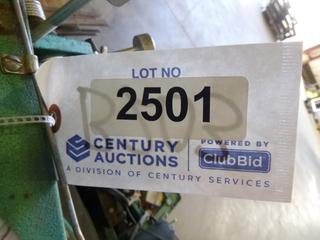 LOT NO
2501
CENTURY AUCTIONS
POWERED BY
ClubBid
A DIVISION OF CENTURY SERVICES